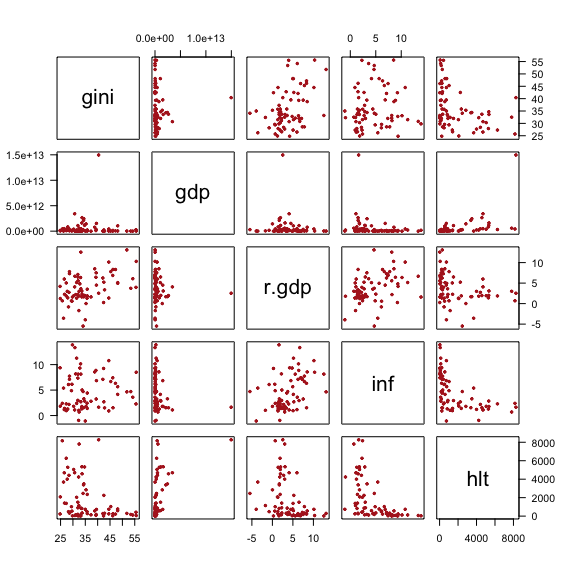 0.0e+00 1.0e+13 0 5 10
gini 55
50
45
40
35
30
25
1.5e+13
1.0e+13
5.0e+12
0.0e+00 gdp
r.gdp 10
5
0
-5
10
5
0 inf
hlt 8000
6000
4000
2000
0
25 35 45 55 -5 0 5 10 0 4000 8000